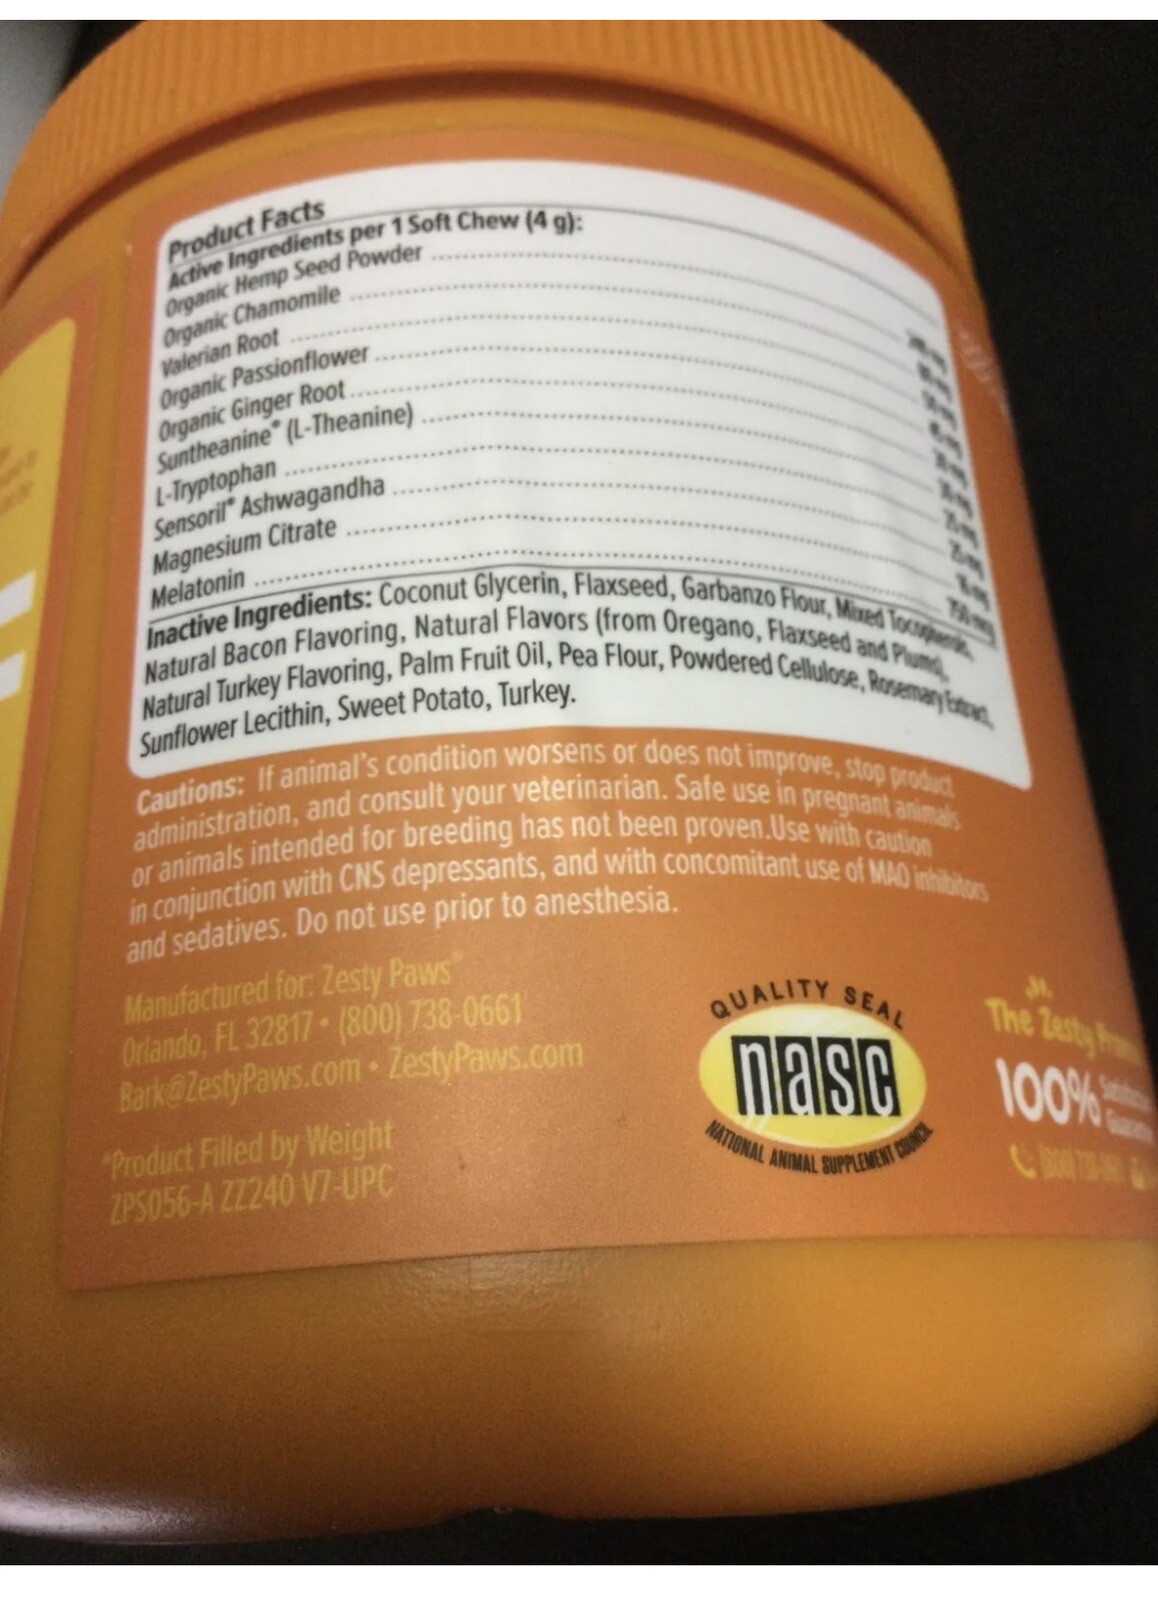 Product Facts
Active Ingredients per 1 Soft Chew (4 g):
Organic Hemp Seed Powder
Organic Chamomile
Valerian Root
Organic Passionflower 45 mg
Organic Ginger Root
Suntheanine® (L-Theanine)
L-Tryptophan 25 mg
Sensoril® Ashwagandha 25 mg
Magnesium Citrate
Melatonin 750 mcg
Inactive Ingredients: Coconut Glycerin, Flaxseed, Garbanzo Flour, Mixed Tocopherols,
Natural Bacon Flavoring, Natural Flavors (from Oregano, Flaxseed and Plums),
Natural Turkey Flavoring, Palm Fruit Oil, Pea Flour, Powdered Cellulose, Rosemary Extract,
Sunflower Lecithin, Sweet Potato, Turkey.
Cautions: If animal's condition worsens or does not improve, stop product
administration, and consult your veterinarian. Safe use in pregnant animals
or animals intended for breeding has not been proven.Use with caution
in conjunction with CNS depressants, and with concomitant use of MAO inhibitors
and sedatives. Do not use prior to anesthesia.
Manufactured for: Zesty Paws®
Orlando, FL 32817 • (800) 738-0661
Bark@ZestyPaws.com • ZestyPaws.com
*Product Filled by Weight
ZPS056-A ZZ240 V7-UPC
QUALITY SEAL
nasc
NATIONAL ANIMAL SUPPLEMENT COUNCIL
The Zesty
100%